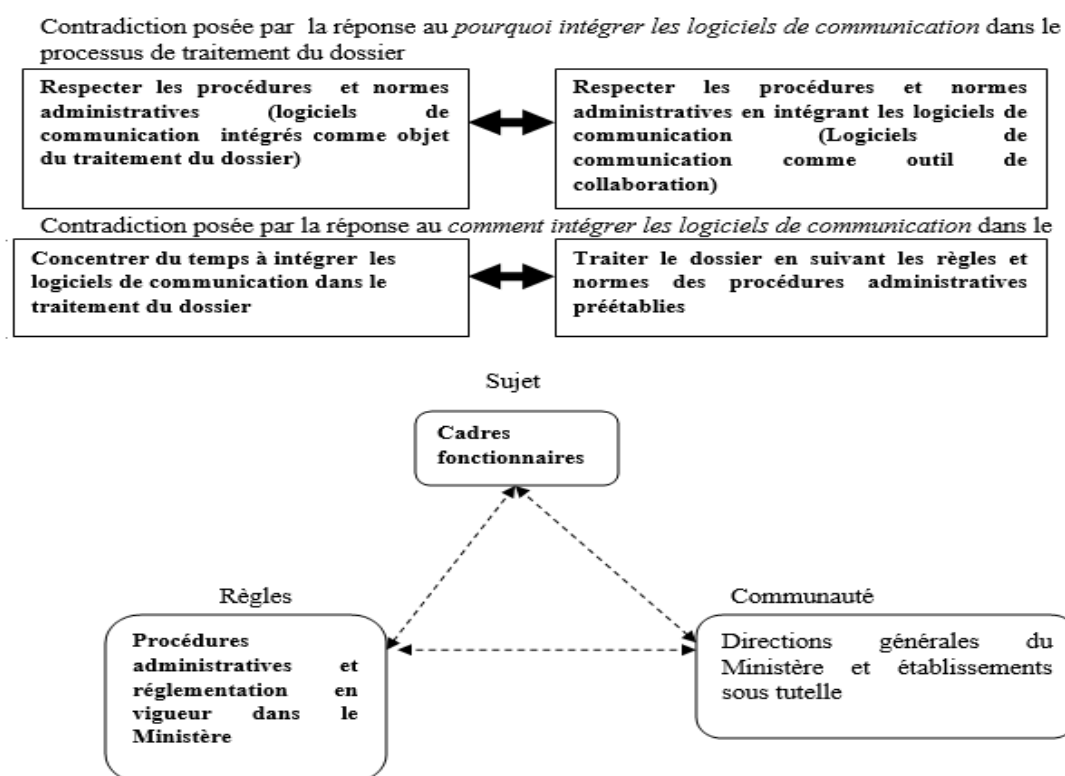 Contradiction posée par la réponse au pourquoi intégrer les logiciels de communication dans le
processus de traitement du dossier
Respecter les procédures et normes
administratives (logiciels de
communication intégrés comme objet
du traitement du dossier)
Respecter les procédures et normes
administratives en intégrant les logiciels de
communication (Logiciels de
communication comme outil de
collaboration)
Contradiction posée par la réponse au comment intégrer les logiciels de communication dans le
Concentrer du temps à intégrer les
logiciels de communication dans le
traitement du dossier
Traiter le dossier en suivant les règles et
normes des procédures administratives
préétablies
Sujet
Cadres
fonctionnaires
Règles
Procédures
administratives et
réglementation en
vigueur dans le
Ministère
Communauté
Directions générales du
Ministère et établissements
sous tutelle